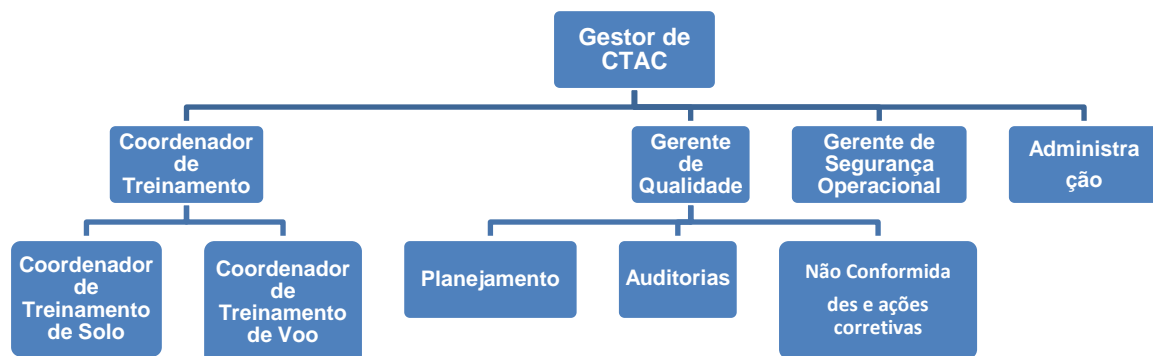 Gestor de
CTAC
Coordenador
de
Treinamento
Gerente
de
Qualidade
Gerente de
Segurança
Operacional
Administra
ção
Coordenador
de
Treinamento
de Solo
Coordenador
de
Treinamento
de Voo
Planejamento
Auditorias
Não Conformida
des e ações
corretivas